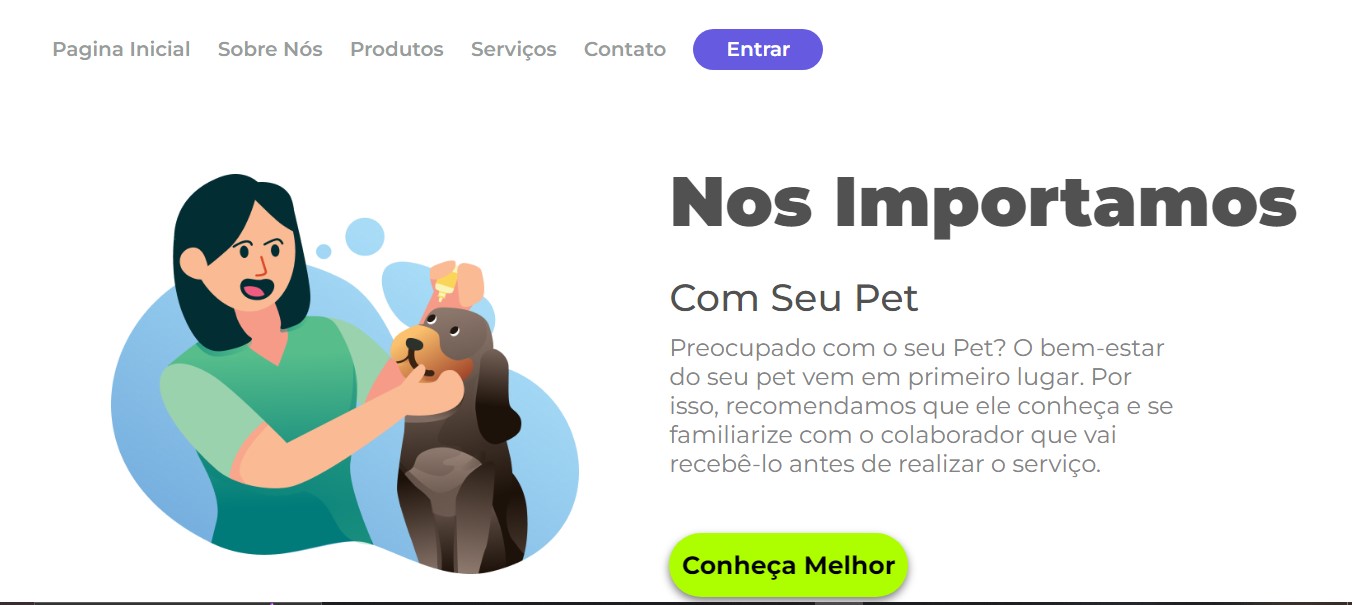 Pagina Inicial Sobre Nós Produtos Serviços Contato Entrar
Nos Importamos
Com Seu Pet
Preocupado com o seu Pet? O bem-estar
do seu pet vem em primeiro lugar. Por
isso, recomendamos que ele conheça e se
familiarize com o colaborador que vai
recebê-lo antes de realizar o serviço.
Conheça Melhor